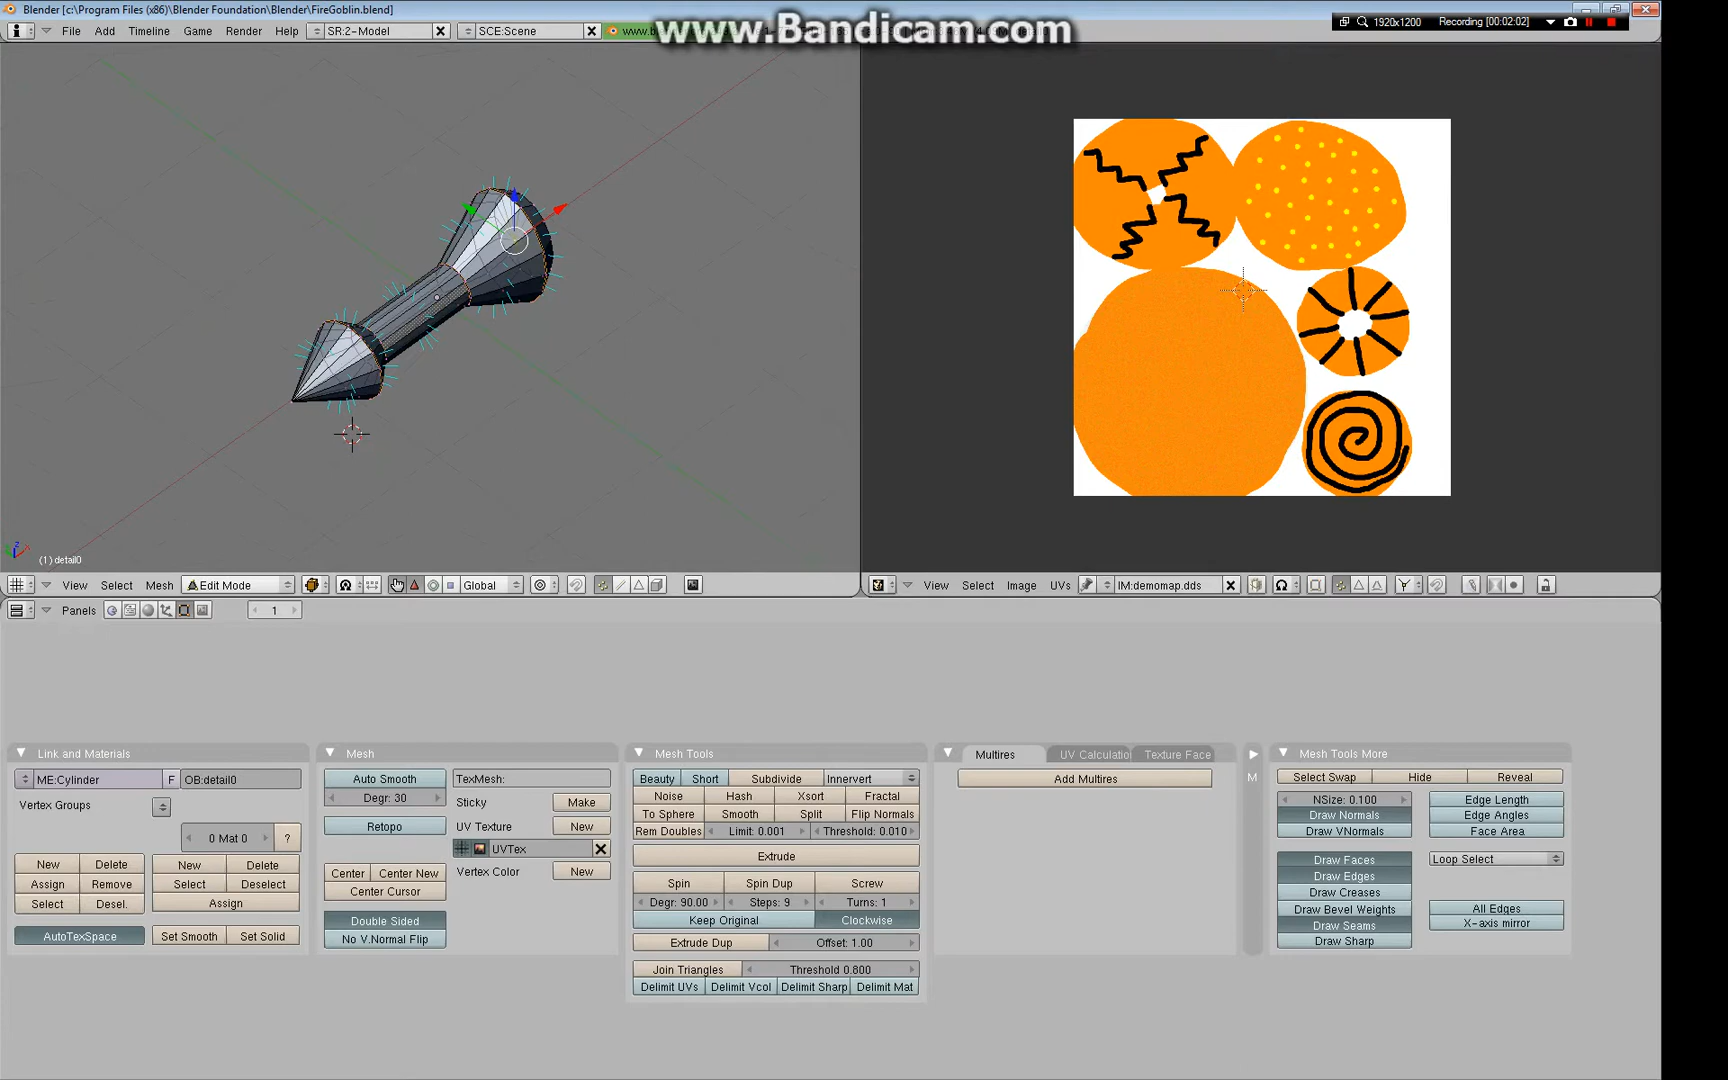 Blender [c:\Program Files (x86)\Blender Foundation\Blender\FireGoblin.blend]
File Add Timeline Game Render Help SR:2-Model SCE:Scene
www.Bandicam.com
1920x1200 Recording [00:02:02]
(1) detail0
View Select Mesh Edit Mode Global
View Select Image UVs IM:demomap.dds
Panels 1
Link and Materials
ME:Cylinder F OB:detail0
Vertex Groups
0 Mat 0 ?
New Delete New Delete
Assign Remove Select Deselect
Select Desel. Assign
AutoTexSpace Set Smooth Set Solid
Mesh
Auto Smooth TexMesh:
Degr: 30 Sticky Make
Retopo UV Texture New
UVTex
Center Center New Vertex Color New
Center Cursor
Double Sided
No V.Normal Flip
Mesh Tools
Beauty Short Subdivide Innervert
Noise Hash Xsort Fractal
To Sphere Smooth Split Flip Normals
Rem Doubles Limit: 0.001 Threshold: 0.010
Extrude
Spin Spin Dup Screw
Degr: 90.00 Steps: 9 Turns: 1
Keep Original Clockwise
Extrude Dup Offset: 1.00
Join Triangles Threshold 0.800
Delimit UVs Delimit Vcol Delimit Sharp Delimit Mat
Multires UV Calculatio Texture Face
Add Multires
M
Mesh Tools More
Select Swap Hide Reveal
NSize: 0.100 Edge Length
Draw Normals Edge Angles
Draw VNormals Face Area
Draw Faces Loop Select
Draw Edges
Draw Creases
Draw Bevel Weights All Edges
Draw Seams X-axis mirror
Draw Sharp